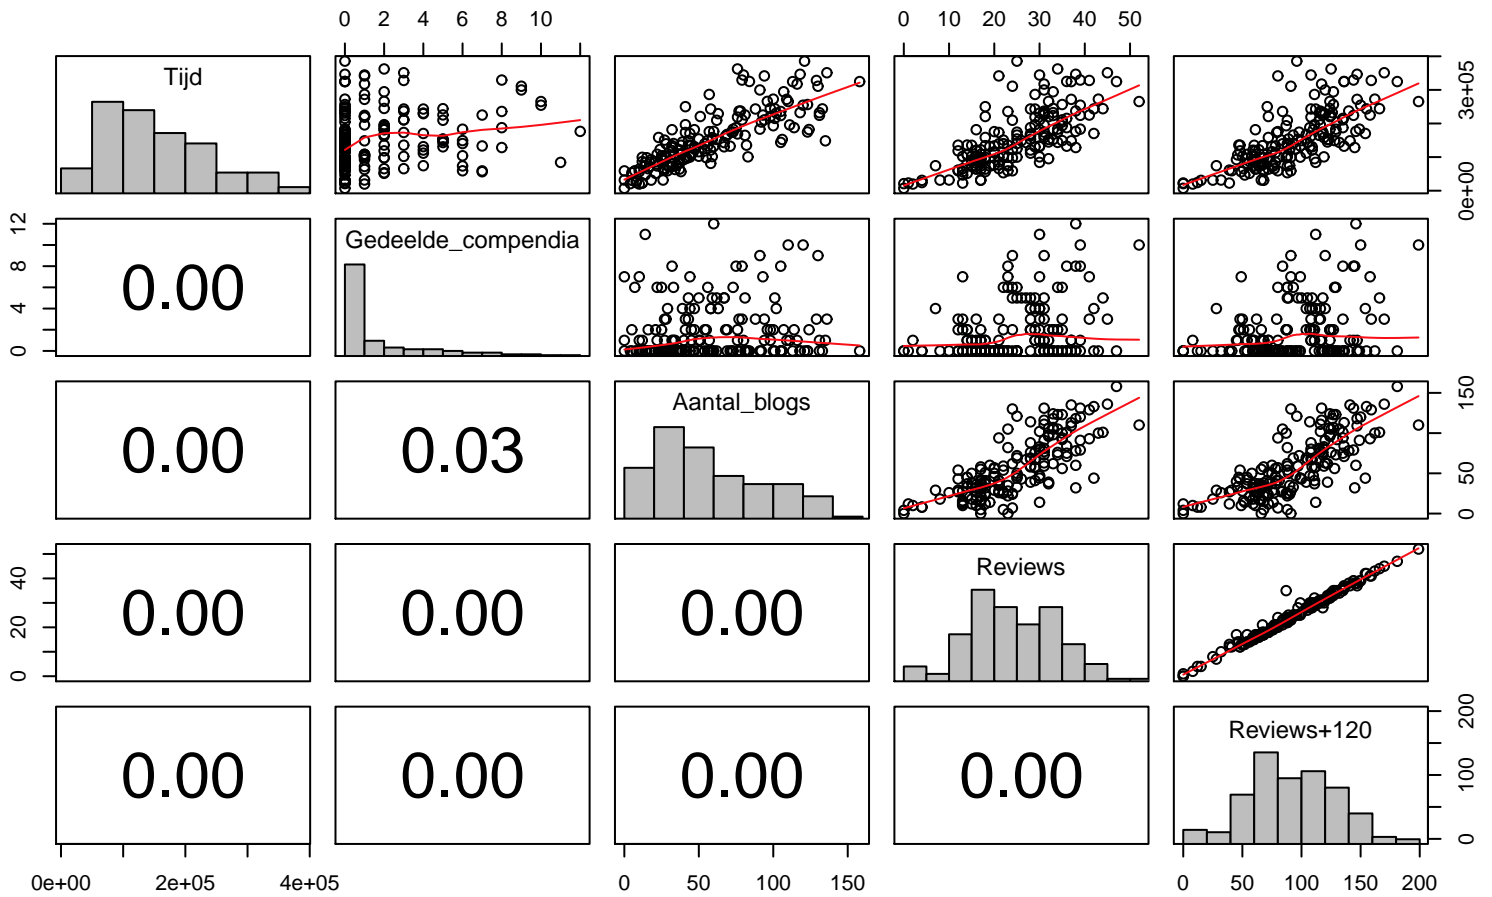 0 2 4 6 8 10
0 10 20 30 40 50
Tijd
0e+00 3e+05
Gedeelde_compendia
0 4 8 12
0.00
Aantal_blogs
0.00 0.03
0 50 150
Reviews
0 20 40
0.00 0.00 0.00
Reviews+120
0.00 0.00 0.00 0.00
0 100 200
0e+00 2e+05 4e+05
0 50 100 150
0 50 100 150 200